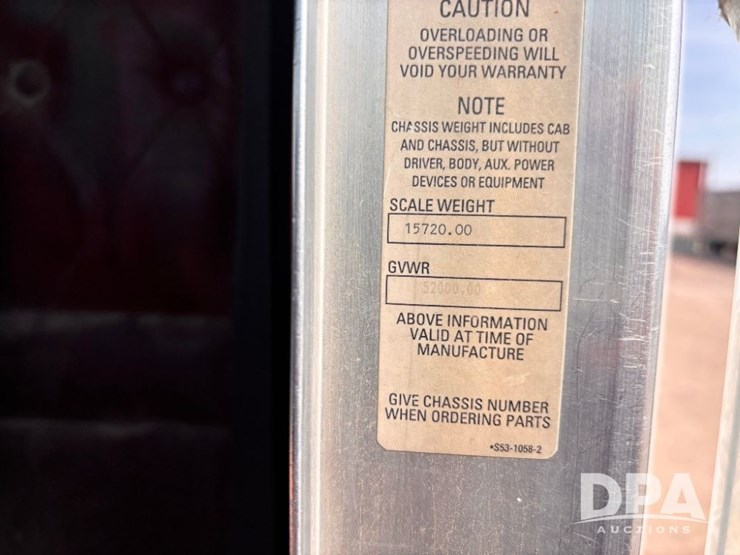 CAUTION
OVERLOADING OR
OVERSPEEDING WILL
VOID YOUR WARRANTY
NOTE
CHASSIS WEIGHT INCLUDES CAB
AND CHASSIS, BUT WITHOUT
DRIVER, BODY, AUX. POWER
DEVICES OR EQUIPMENT
SCALE WEIGHT
15720.00
GVWR
52000.00
ABOVE INFORMATION
VALID AT TIME OF
MANUFACTURE
GIVE CHASSIS NUMBER
WHEN ORDERING PARTS
•S53-1058-2
DPA
AUCTIONS